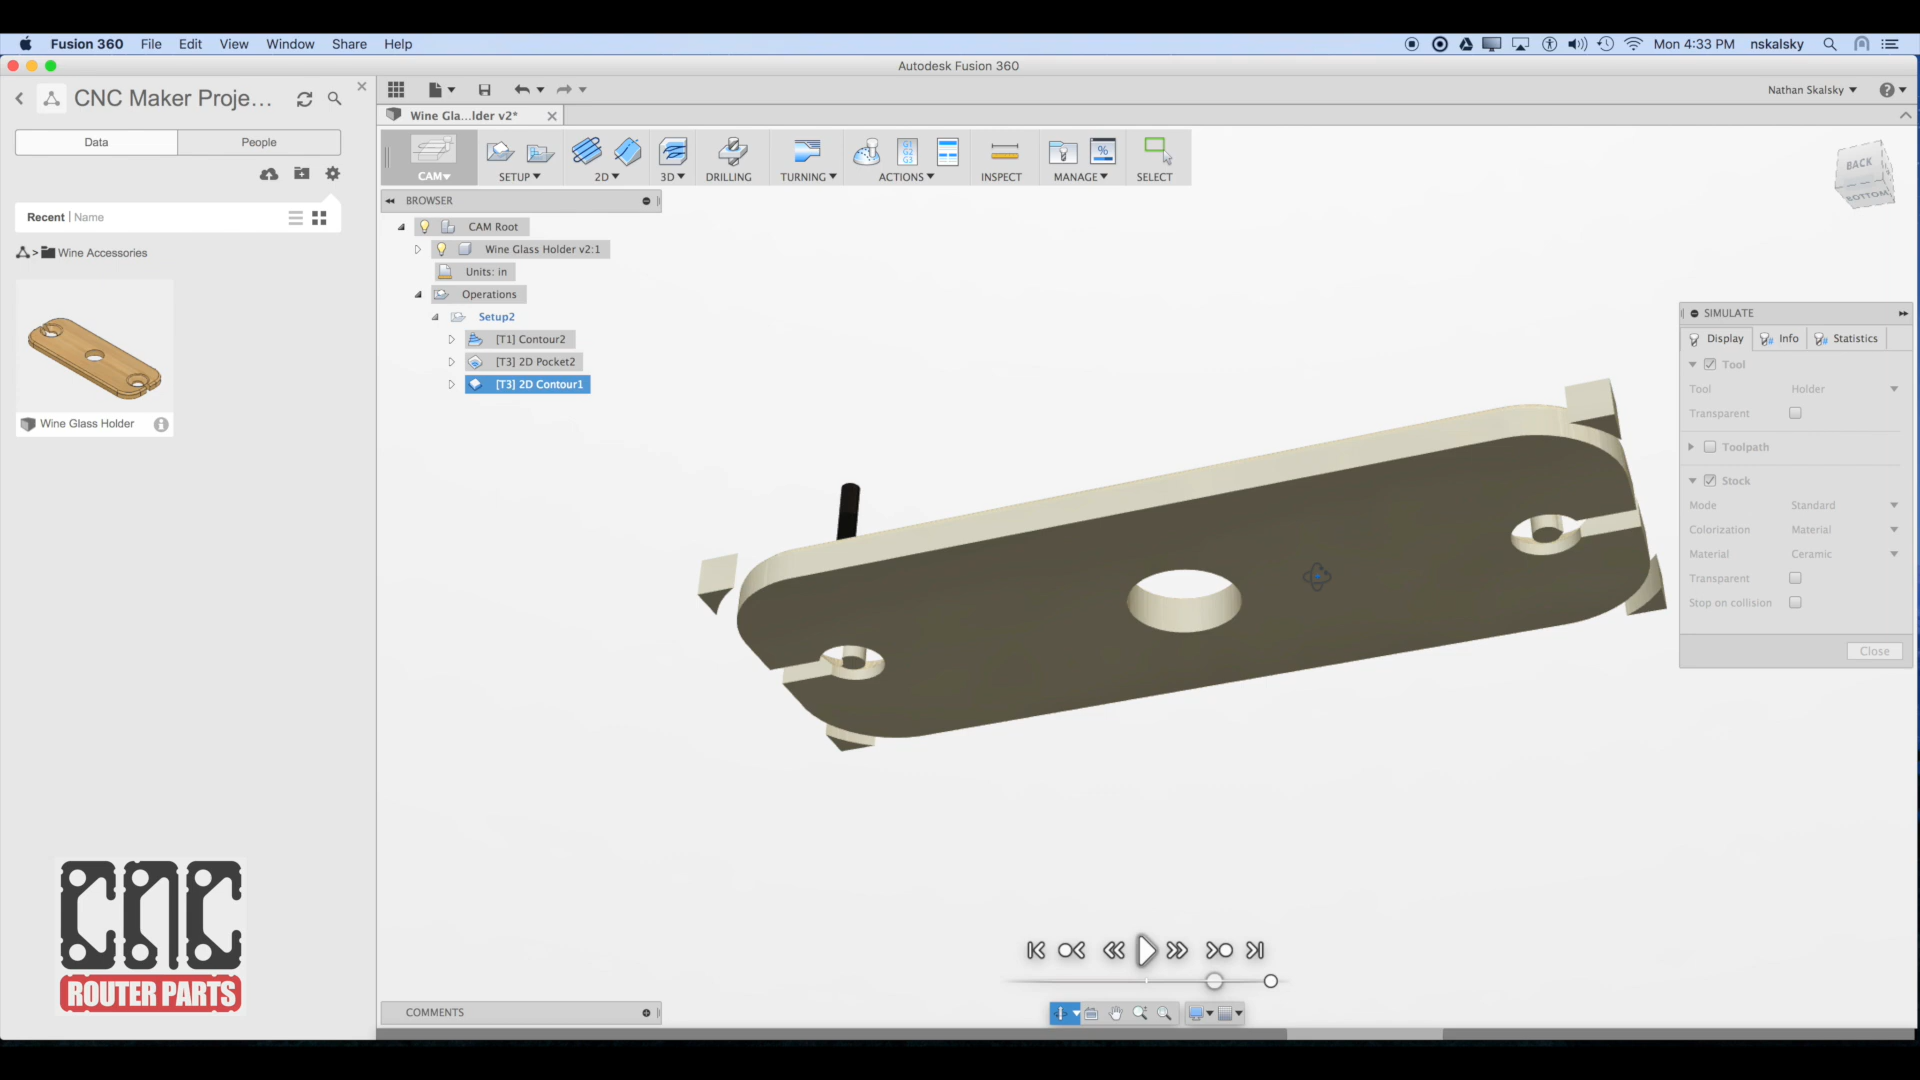 Fusion 360 File Edit View Window Share Help Mon 4:33 PM nskalsky
Autodesk Fusion 360
CNC Maker Proje...
Nathan Skalsky
Wine Gla...lder v2*
Data People
CAM SETUP 2D 3D DRILLING TURNING ACTIONS INSPECT MANAGE SELECT
G1
G2
G3
%
BACK
BOTTOM
BROWSER
Recent | Name
CAM Root
Wine Glass Holder v2:1
> Wine Accessories
Units: in
Operations
Setup2
[T1] Contour2
[T3] 2D Pocket2
[T3] 2D Contour1
Wine Glass Holder
SIMULATE
Display Info Statistics
Tool
Tool Holder
Transparent
Toolpath
Stock
Mode Standard
Colorization Material
Material Ceramic
Transparent
Stop on collision
Close
CNC
ROUTER PARTS
COMMENTS